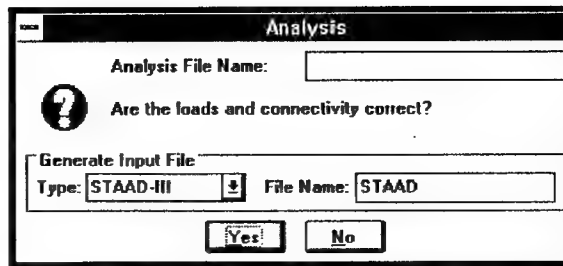 Analysis
Analysis File Name:
Are the loads and connectivity correct?
Generate Input File
Type: STAAD-III File Name: STAAD
Yes No